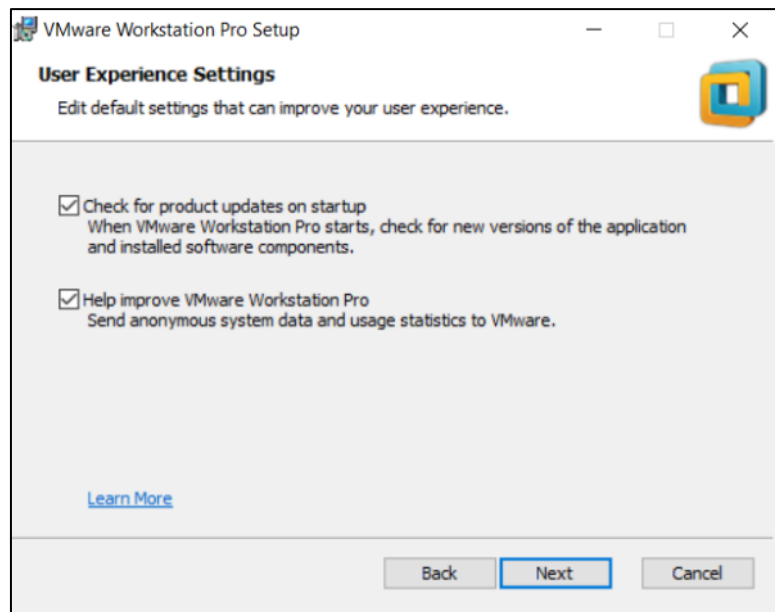 VMware Workstation Pro Setup
User Experience Settings
Edit default settings that can improve your user experience.
Check for product updates on startup
When VMware Workstation Pro starts, check for new versions of the application
and installed software components.
Help improve VMware Workstation Pro
Send anonymous system data and usage statistics to VMware.
Learn More
Back Next Cancel